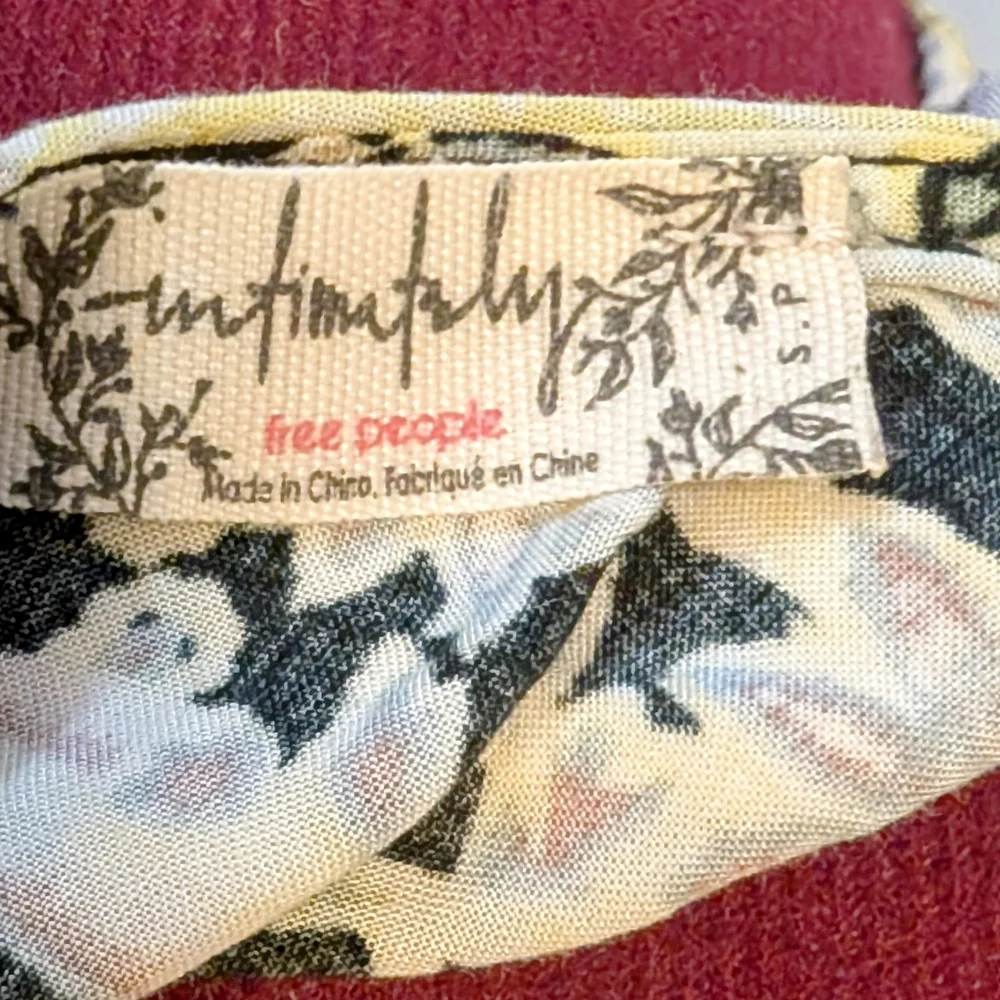 intimately
free people
Made in China. Fabriqué en Chine
S.P